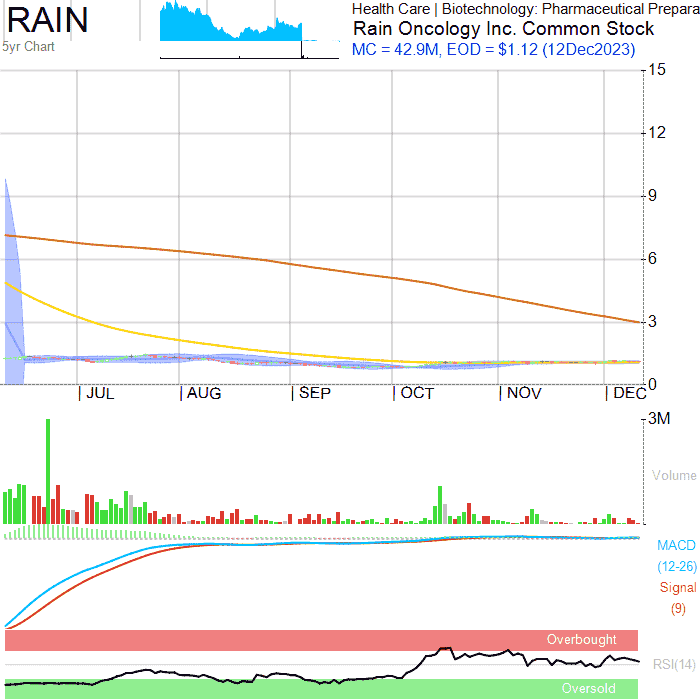 RAIN
5yr Chart
Health Care | Biotechnology: Pharmaceutical Prepara
Rain Oncology Inc. Common Stock
MC = 42.9M, EOD = $1.12 (12Dec2023)
15
12
9
6
3
0
JUL AUG SEP OCT NOV DEC
3M
Volume
MACD
(12-26)
Signal
(9)
Overbought
RSI(14)
Oversold